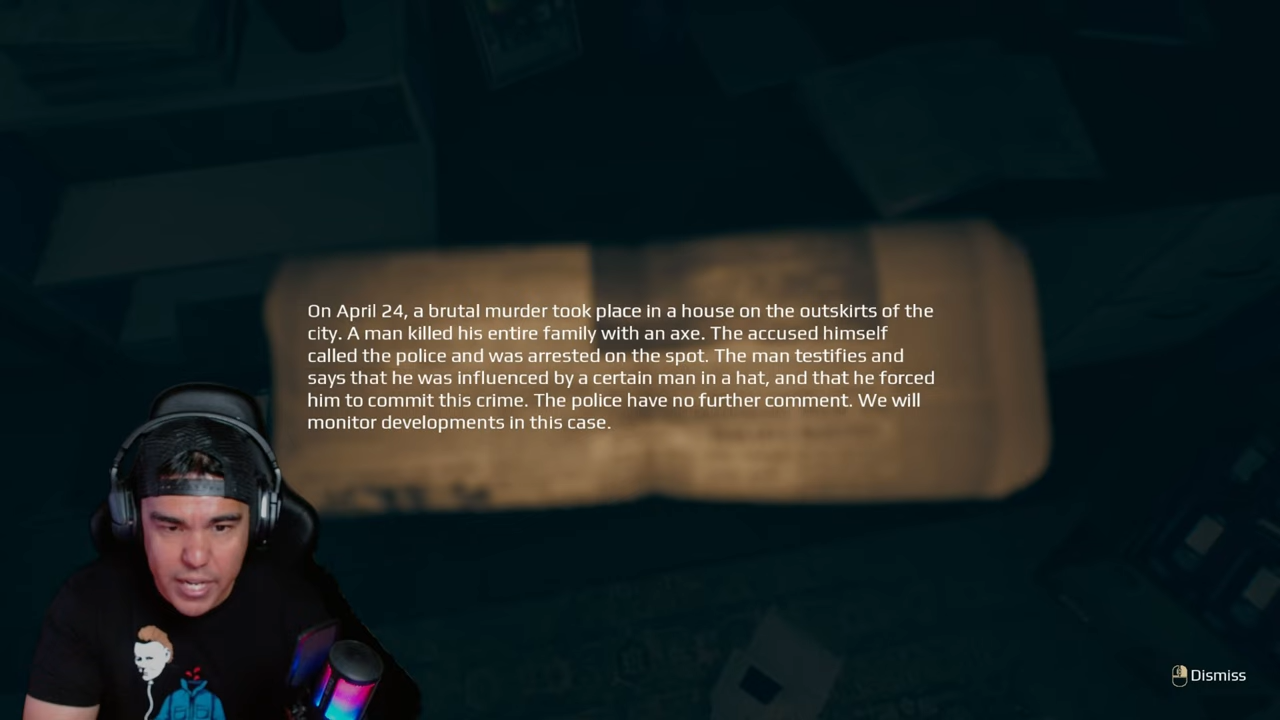 On April 24, a brutal murder took place in a house on the outskirts of the
city. A man killed his entire family with an axe. The accused himself
called the police and was arrested on the spot. The man testifies and
says that he was influenced by a certain man in a hat, and that he forced
him to commit this crime. The police have no further comment. We will
monitor developments in this case.
Dismiss